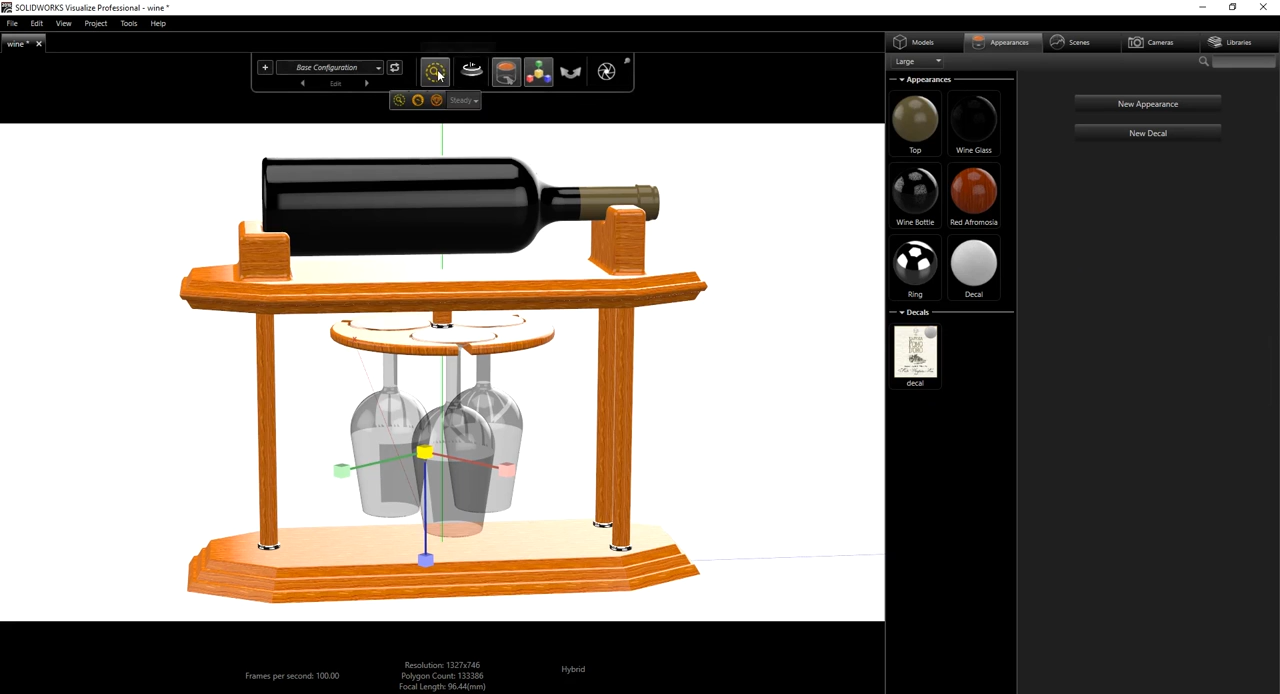 SOLIDWORKS Visualize Professional - wine *
File Edit View Project Tools Help
wine *
Base Configuration
Edit
Steady
Models
Appearances
Scenes
Cameras
Libraries
Large
Appearances
Top
Wine Glass
Wine Bottle
Red Afromosia
Ring
Decal
Decals
decal
New Appearance
New Decal
Frames per second: 100.00
Resolution: 1327x746
Polygon Count: 133386
Focal Length: 96.44(mm)
Hybrid